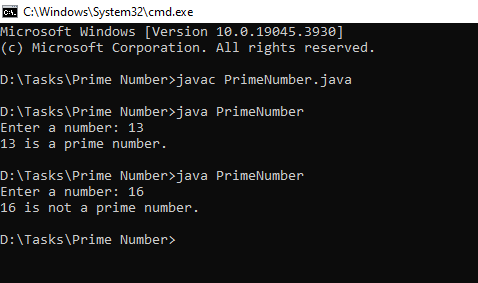 C:\Windows\System32\cmd.exe
Microsoft Windows [Version 10.0.19045.3930]
(c) Microsoft Corporation. All rights reserved.
D:\Tasks\Prime Number>javac PrimeNumber.java
D:\Tasks\Prime Number>java PrimeNumber
Enter a number: 13
13 is a prime number.
D:\Tasks\Prime Number>java PrimeNumber
Enter a number: 16
16 is not a prime number.
D:\Tasks\Prime Number>